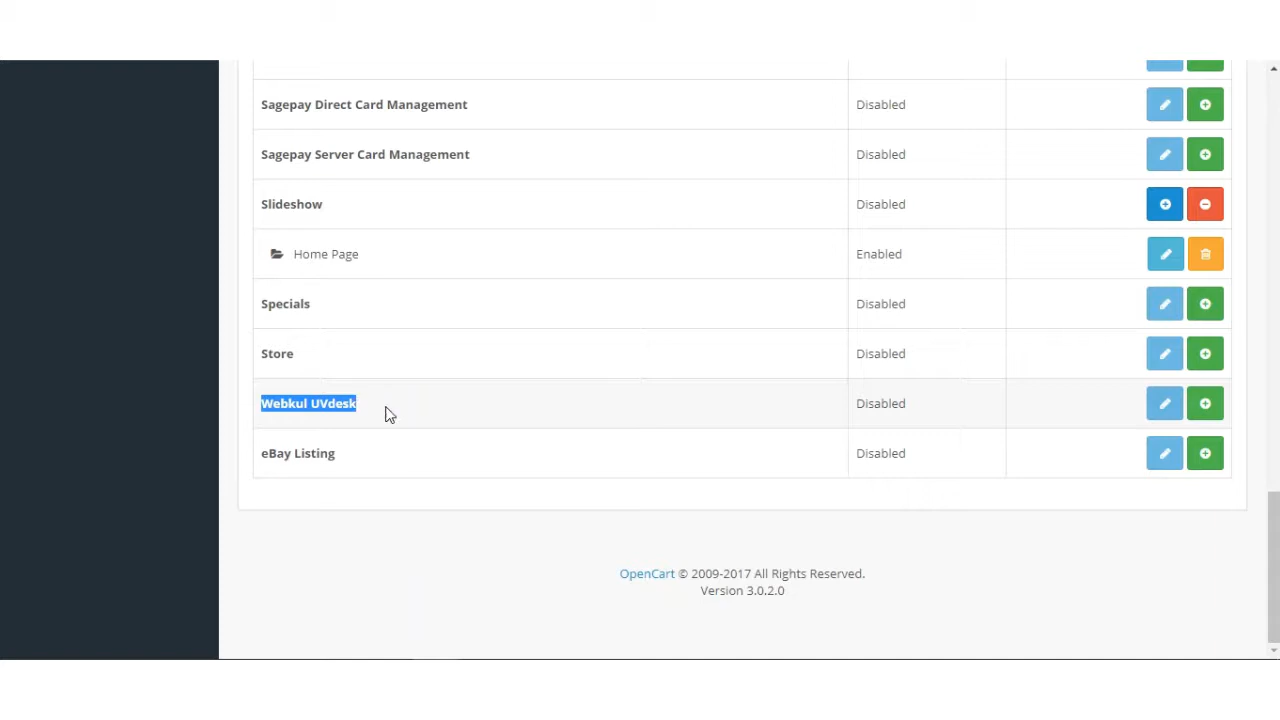 Sagepay Direct Card Management Disabled
Sagepay Server Card Management Disabled
Slideshow Disabled
Home Page Enabled
Specials Disabled
Store Disabled
Webkul UVdesk Disabled
eBay Listing Disabled
OpenCart © 2009-2017 All Rights Reserved.
Version 3.0.2.0